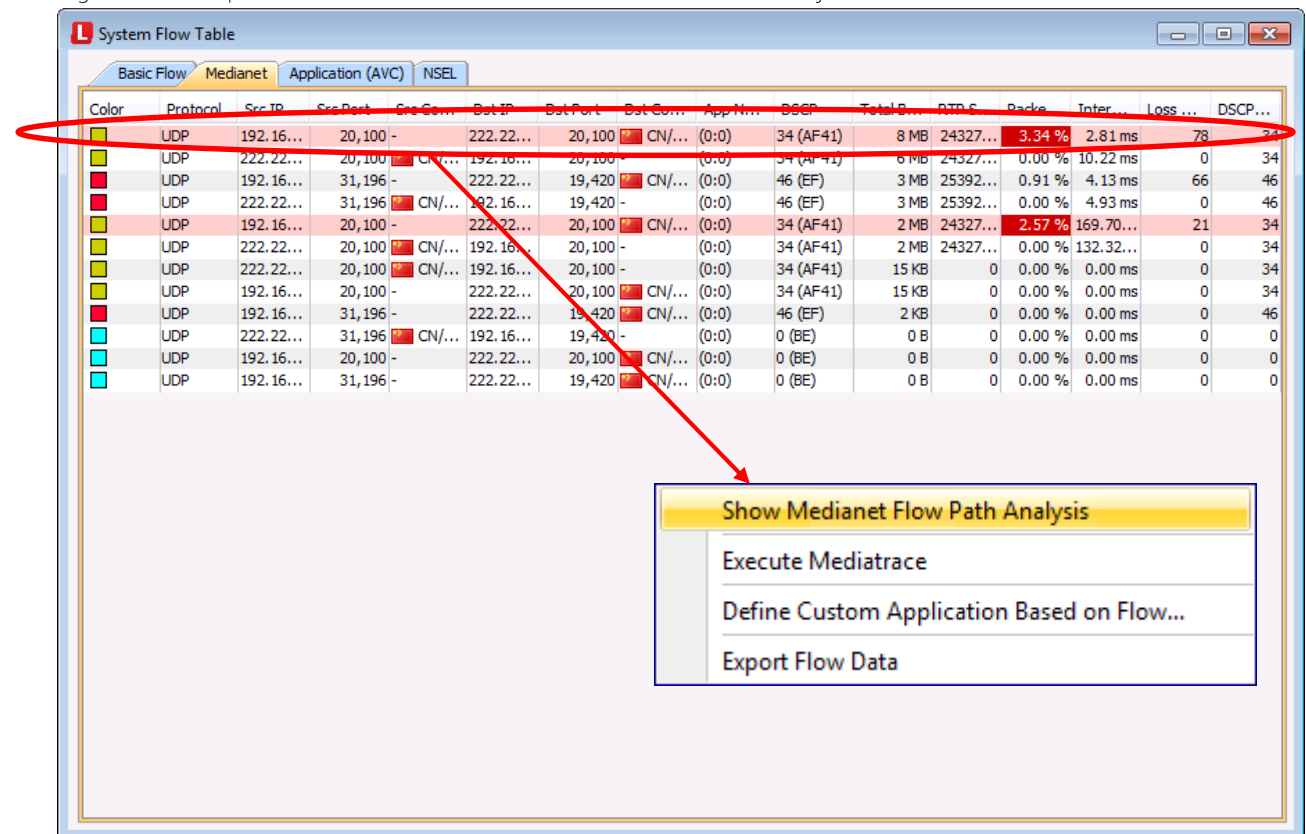 System Flow Table
Basic Flow Medianet Application (AVC) NSEL
Color Protocol Src IP Src Port Src Co... Dst IP Dst Port Dst Co... App N... DSCP Total B... RTP S... Packe... Inter... Loss ... DSCP...
UDP 192.16... 20,100 - 222.22... 20,100 CN/... (0:0) 34 (AF41) 8 MB 24327... 3.34 % 2.81 ms 78 34
UDP 222.22... 20,100 CN/... 192.16... 20,100 - (0:0) 34 (AF41) 6 MB 24327... 0.00 % 10.22 ms 0 34
UDP 192.16... 31,196 - 222.22... 19,420 CN/... (0:0) 46 (EF) 3 MB 25392... 0.91 % 4.13 ms 66 46
UDP 222.22... 31,196 CN/... 192.16... 19,420 - (0:0) 46 (EF) 3 MB 25392... 0.00 % 4.93 ms 0 46
UDP 192.16... 20,100 - 222.22... 20,100 CN/... (0:0) 34 (AF41) 2 MB 24327... 2.57 % 169.70... 21 34
UDP 222.22... 20,100 CN/... 192.16... 20,100 - (0:0) 34 (AF41) 2 MB 24327... 0.00 % 132.32... 0 34
UDP 222.22... 20,100 CN/... 192.16... 20,100 - (0:0) 34 (AF41) 15 KB 0 0.00 % 0.00 ms 0 34
UDP 192.16... 20,100 - 222.22... 20,100 CN/... (0:0) 34 (AF41) 15 KB 0 0.00 % 0.00 ms 0 34
UDP 192.16... 31,196 - 222.22... 19,420 CN/... (0:0) 46 (EF) 2 KB 0 0.00 % 0.00 ms 0 46
UDP 222.22... 31,196 CN/... 192.16... 19,420 - (0:0) 0 (BE) 0 B 0 0.00 % 0.00 ms 0 0
UDP 192.16... 20,100 - 222.22... 20,100 CN/... (0:0) 0 (BE) 0 B 0 0.00 % 0.00 ms 0 0
UDP 192.16... 31,196 - 222.22... 19,420 CN/... (0:0) 0 (BE) 0 B 0 0.00 % 0.00 ms 0 0
Show Medianet Flow Path Analysis
Execute Mediatrace
Define Custom Application Based on Flow...
Export Flow Data